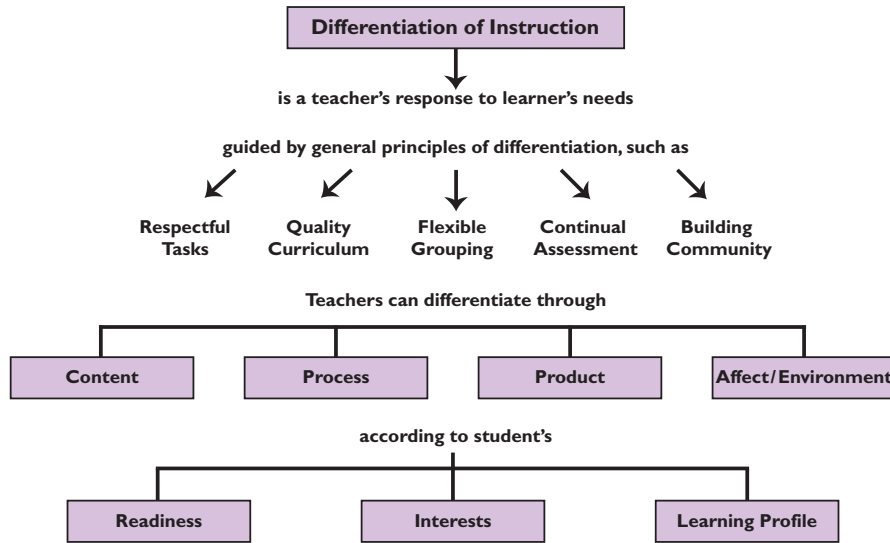 Differentiation of Instruction
is a teacher’s response to learner’s needs
guided by general principles of differentiation, such as
Respectful
Tasks
Quality
Curriculum
Flexible
Grouping
Continual
Assessment
Building
Community
Teachers can differentiate through
Content
Process
Product
Affect/Environment
according to student’s
Readiness
Interests
Learning Profile